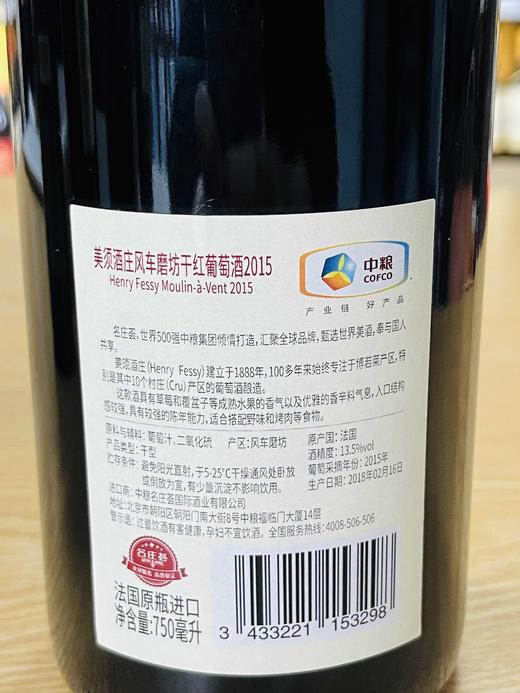 美须酒庄风车磨坊干红葡萄酒2015
Henry Fessy Moulin-à-Vent 2015
中粮
COFCO
产业链 好产品
名庄荟,世界500强中粮集团倾情打造,汇聚全球品牌,甄选世界美酒,奉与国人
共享。
美须酒庄(Henry Fessy)建立于1888年,100多年来始终专注于博若莱产区,特
别是其中10个村庄(Cru)产区的葡萄酒酿造。
这款酒具有草莓和覆盆子等成熟水果的香气以及优雅的香辛料气息,入口结构
感较强,具有较强的陈年能力,适合搭配野味和烤肉等食物。
原料与辅料:葡萄汁,二氧化硫 产区:风车磨坊 原产国:法国
产品类型:干型 酒精度:13.5%vol
贮存条件:避免阳光直射,于5-25°C干燥通风处卧放 葡萄采摘年份:2015年
或倒放为宜,有少量沉淀不影响饮用。 生产日期:2018年02月16日
进口商:中粮名庄荟国际酒业有限公司
地址:北京市朝阳区朝阳门南大街8号中粮福临门大厦14层
警示语:过量饮酒有害健康,孕妇不宜饮酒。全国服务热线:4008-506-506
名庄荟
法国原瓶进口
净含量:750毫升
3 433221 153298